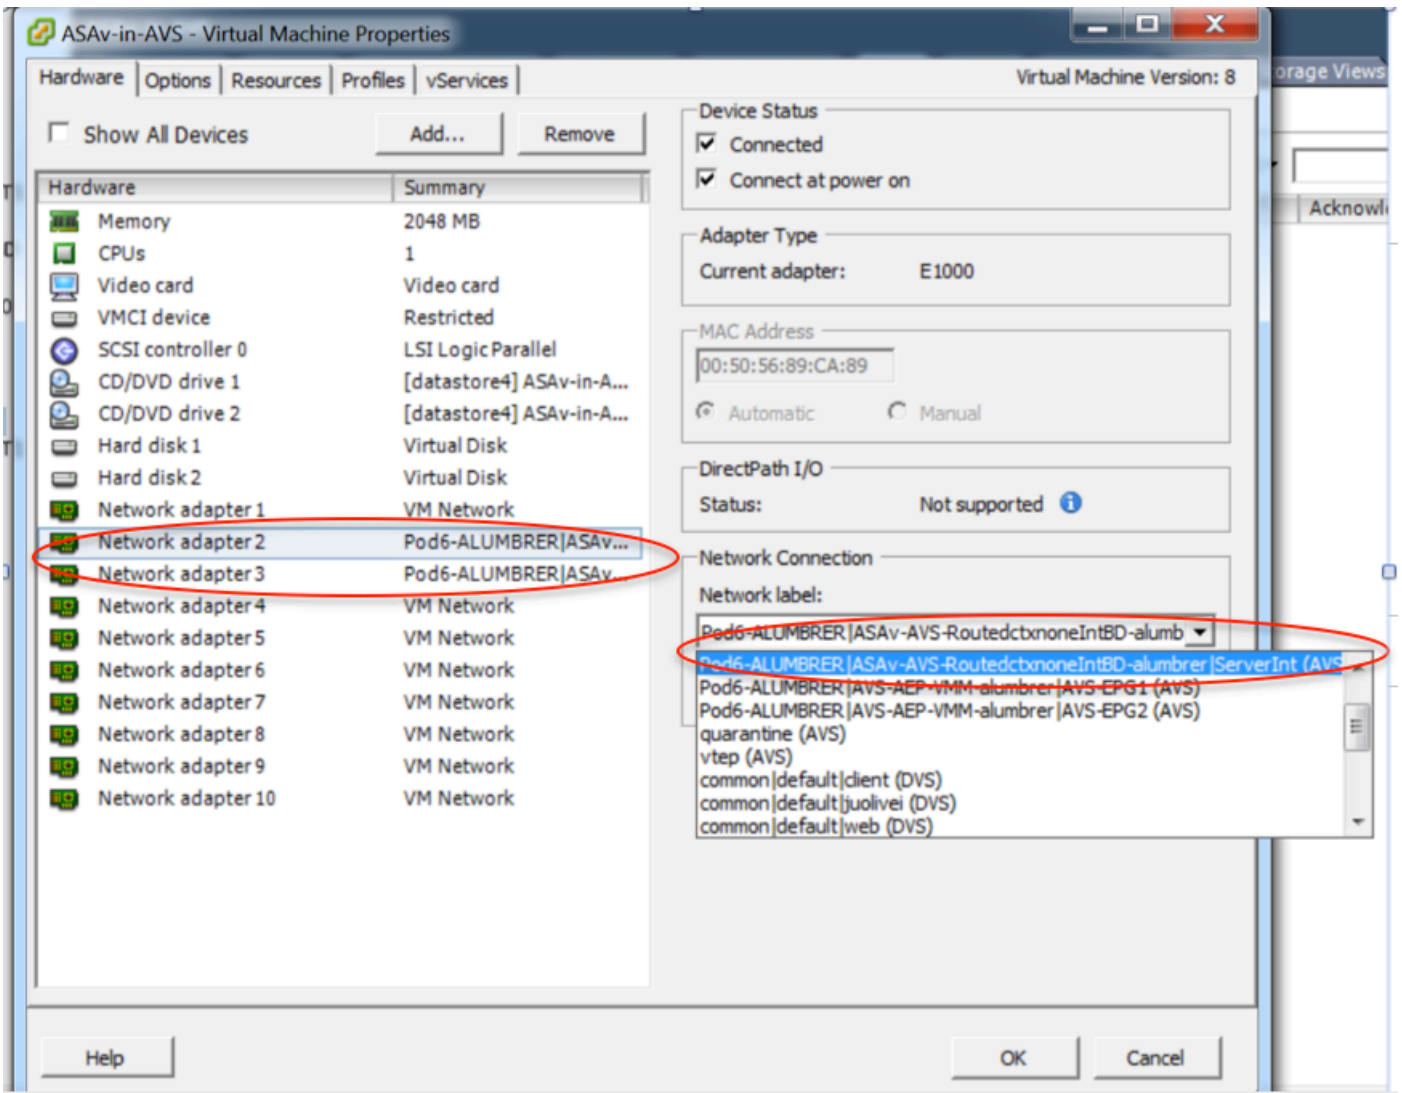 ASAv-in-AVS - Virtual Machine Properties
Hardware Options Resources Profiles vServices Virtual Machine Version: 8
orage Views
Show All Devices Add... Remove
Hardware Summary
Memory 2048 MB
CPUs 1
Video card Video card
VMCI device Restricted
SCSI controller 0 LSI Logic Parallel
CD/DVD drive 1 [datastore4] ASAv-in-A...
CD/DVD drive 2 [datastore4] ASAv-in-A...
Hard disk 1 Virtual Disk
Hard disk 2 Virtual Disk
Network adapter 1 VM Network
Network adapter 2 Pod6-ALUMBRER|ASAv...
Network adapter 3 Pod6-ALUMBRER|ASAv...
Network adapter 4 VM Network
Network adapter 5 VM Network
Network adapter 6 VM Network
Network adapter 7 VM Network
Network adapter 8 VM Network
Network adapter 9 VM Network
Network adapter 10 VM Network
Device Status
Connected
Connect at power on
Adapter Type
Current adapter: E1000
MAC Address
00:50:56:89:CA:89
Automatic Manual
DirectPath I/O
Status: Not supported
Network Connection
Network label:
Pod6-ALUMBRER|ASAv-AVS-RoutedctxnoneIntBD-alumb
Pod6-ALUMBRER|ASAv-AVS-RoutedctxnoneIntBD-alumbrer|ServerInt (AVS
Pod6-ALUMBRER|AVS-AEP-VMM-alumbrer|AVS-EPG1 (AVS)
Pod6-ALUMBRER|AVS-AEP-VMM-alumbrer|AVS-EPG2 (AVS)
quarantine (AVS)
vtep (AVS)
common|default|client (DVS)
common|default|juolivei (DVS)
common|default|web (DVS)
Acknowl
Help OK Cancel